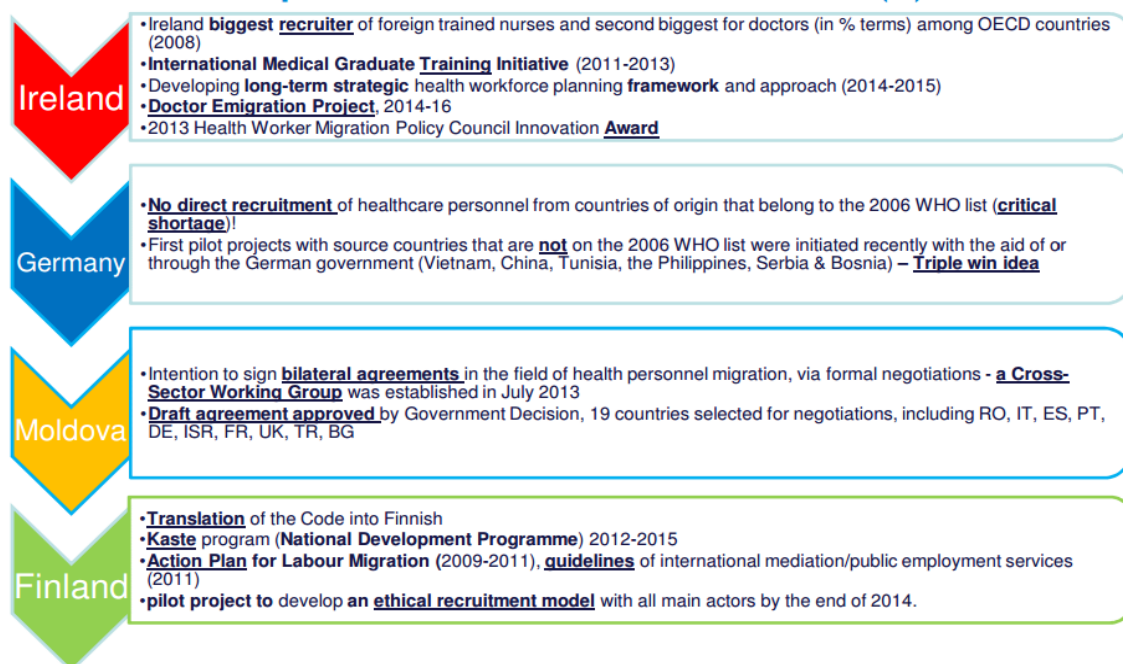 Ireland
•Ireland biggest recruiter of foreign trained nurses and second biggest for doctors (in % terms) among OECD countries
(2008)
•International Medical Graduate Training Initiative (2011-2013)
•Developing long-term strategic health workforce planning framework and approach (2014-2015)
•Doctor Emigration Project, 2014-16
•2013 Health Worker Migration Policy Council Innovation Award
Germany
•No direct recruitment of healthcare personnel from countries of origin that belong to the 2006 WHO list (critical
shortage)!
•First pilot projects with source countries that are not on the 2006 WHO list were initiated recently with the aid of or
through the German government (Vietnam, China, Tunisia, the Philippines, Serbia & Bosnia) – Triple win idea
Moldova
•Intention to sign bilateral agreements in the field of health personnel migration, via formal negotiations - a Cross-
Sector Working Group was established in July 2013
•Draft agreement approved by Government Decision, 19 countries selected for negotiations, including RO, IT, ES, PT,
DE, ISR, FR, UK, TR, BG
Finland
•Translation of the Code into Finnish
•Kaste program (National Development Programme) 2012-2015
•Action Plan for Labour Migration (2009-2011), guidelines of international mediation/public employment services
(2011)
•pilot project to develop an ethical recruitment model with all main actors by the end of 2014.